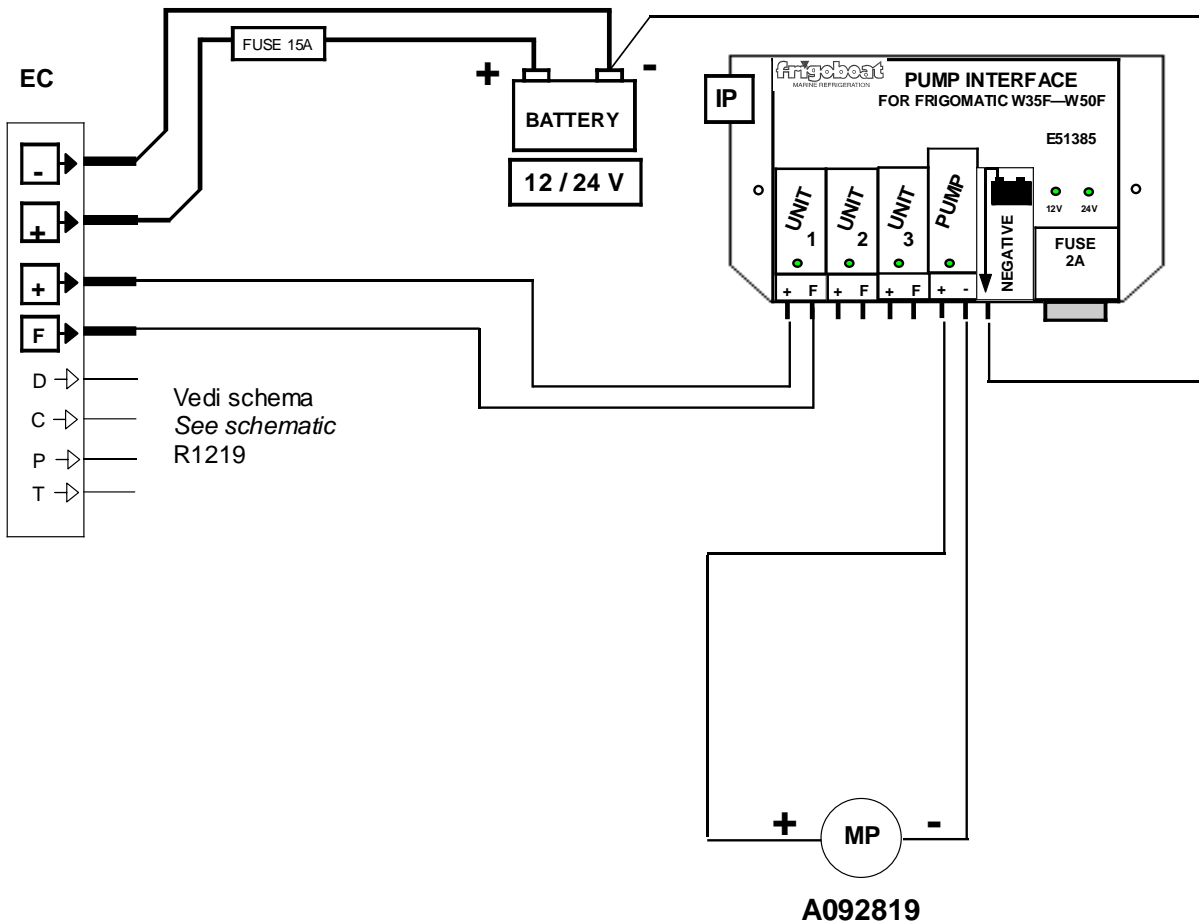 FUSE 15A
EC
+
-
BATTERY
12 / 24 V
IP
frigoboat
MARINE REFRIGERATION
PUMP INTERFACE
FOR FRIGOMATIC W35F—W50F
E51385
12V 24V
UNIT 1
UNIT 2
UNIT 3
PUMP
NEGATIVE
FUSE
2A
+ F + F + F + -
-
+
+
F
D
C
P
T
Vedi schema
See schematic
R1219
+ MP -
A092819